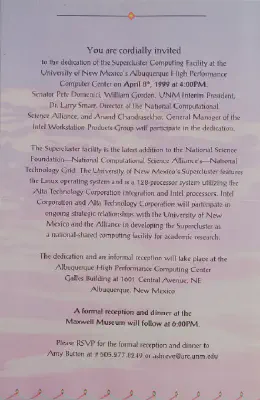 You are cordially invited
to the dedication of the Supercluster Computing Facility at the
University of New Mexico's Albuquerque High Performance
Computer Center on April 8th, 1999 at 4:00PM.
Senator Pete Domenici, William Gordon, UNM Interim President,
Dr. Larry Smarr, Director of The National Computational
Science Alliance, and Anand Chandrasekher, General Manager of the
Intel Workstation Products Group will participate in the dedication.
The Supercluster facility is the latest addition to the National Science
Foundation—National Computational Science Alliance's—National
Technology Grid. The University of New Mexico's Supercluster features
the Linux operating system and is a 128-processor system utilizing the
Alta Technology Corporation integration and Intel processors. Intel
Corporation and Alta Technology Corporation will participate in
ongoing strategic relationships with the University of New
Mexico and the Alliance in developing the Supercluster as
a national-shared computing facility for academic research.
The dedication and an informal reception will take place at the
Albuquerque High Performance Computing Center
Galles Building at 1601 Central Avenue, NE
Albuquerque, New Mexico.
A formal reception and dinner at the
Maxwell Museum will follow at 6:00PM.
Please RSVP for the formal reception and dinner to
Amy Baten at # 505.277.8249 or